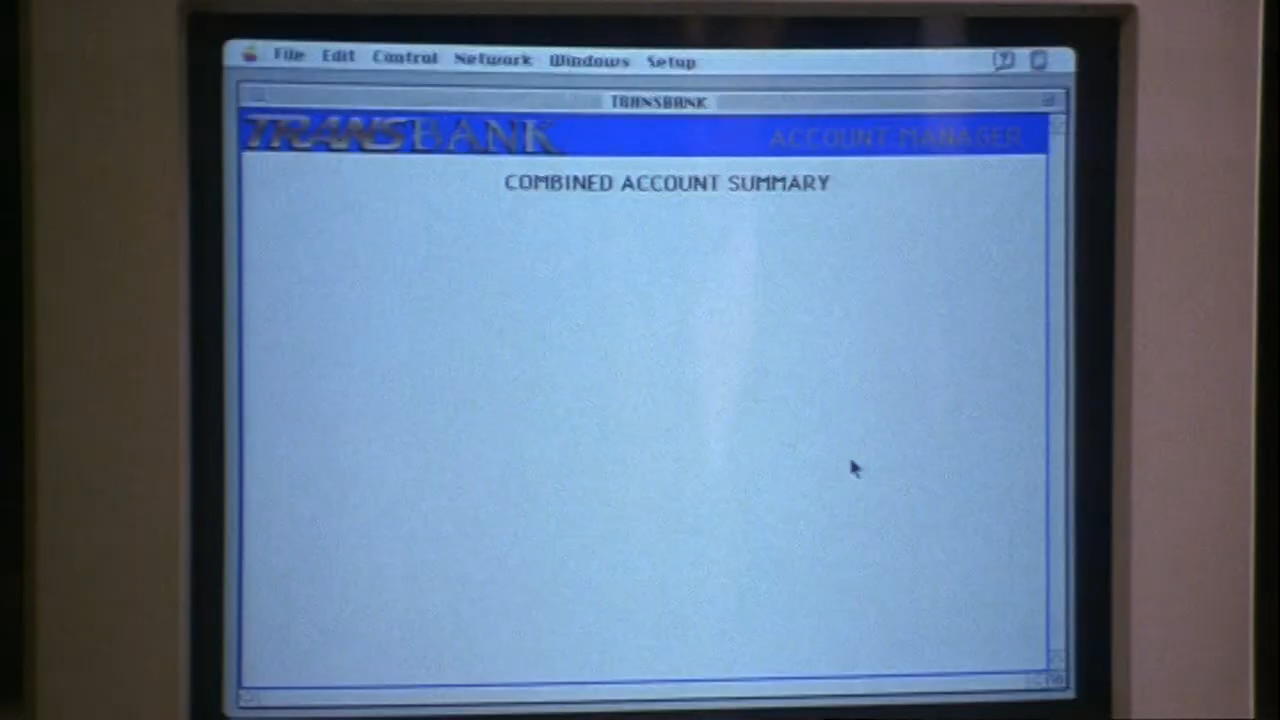 File Edit Control Network Windows Setup
TRANSBANK
TRANSBANK ACCOUNT MANAGER
COMBINED ACCOUNT SUMMARY